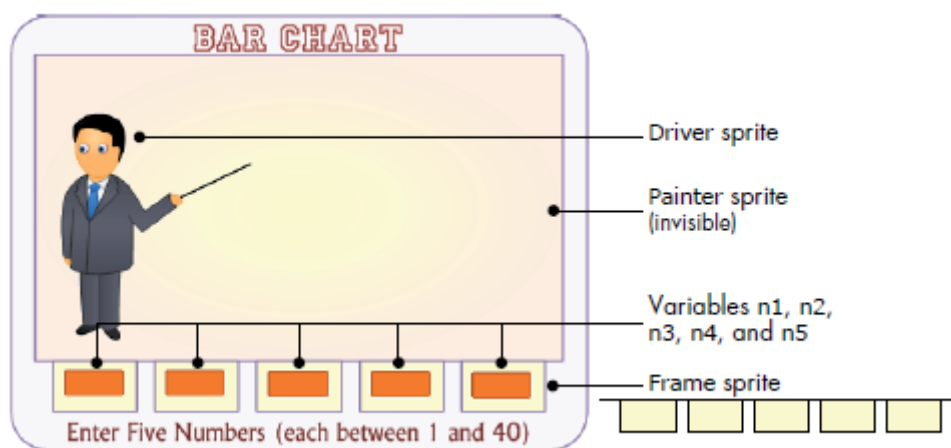 BAR CHART
Driver sprite
Painter sprite
(invisible)
Variables n1, n2,
n3, n4, and n5
Frame sprite
Enter Five Numbers (each between 1 and 40)